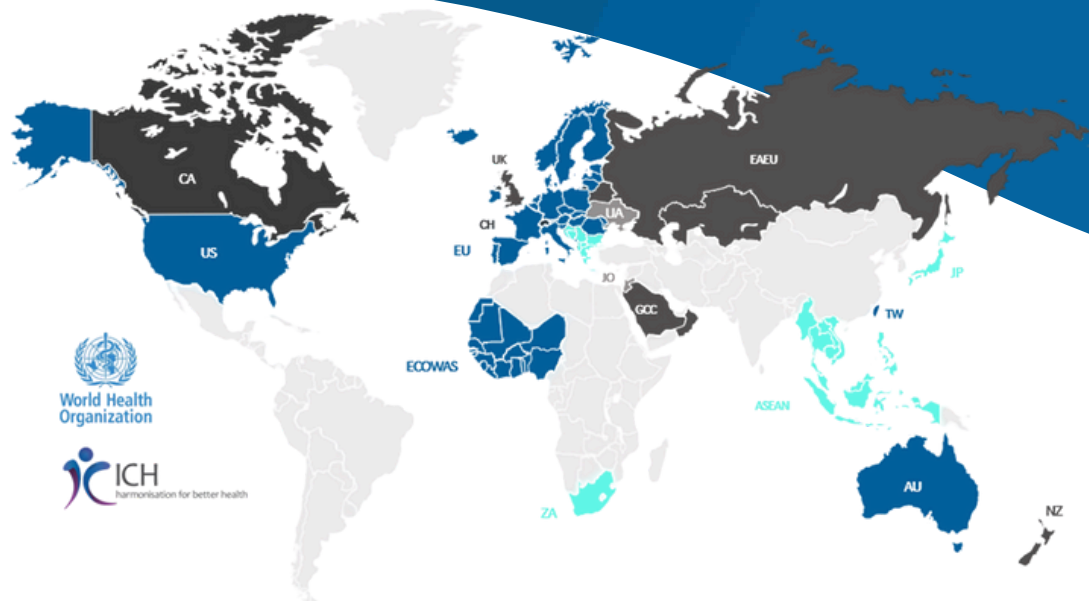 CA
US
UK
CH
EU
UA
EAEU
JO
GCC
JP
TW
ECOWAS
ASEAN
ZA
AU
NZ
World Health
Organization
ICH
harmonisation for better health